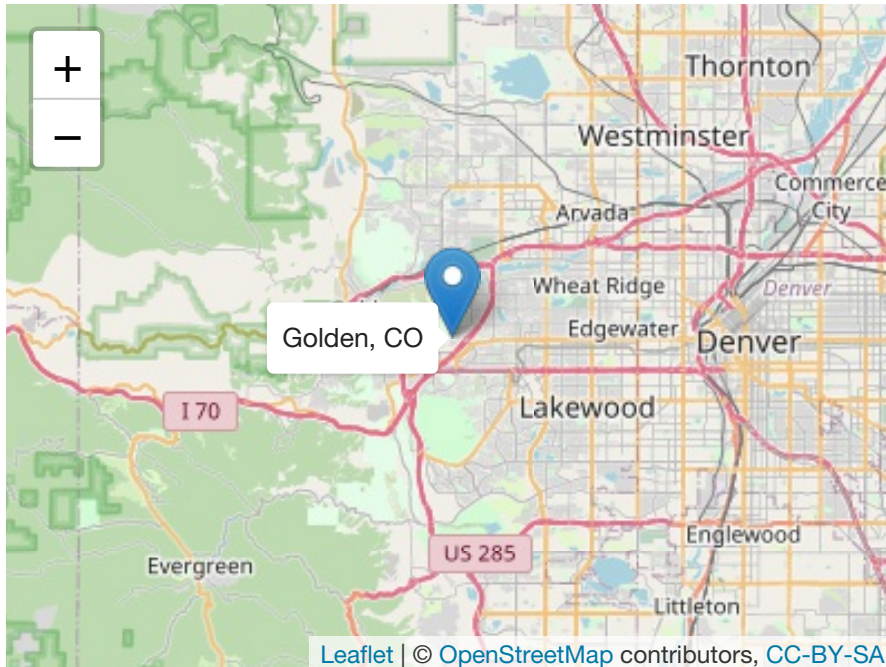 +
−
Thornton
Westminster
Commerce
City
Arvada
Wheat Ridge
Denver
Edgewater
Golden, CO
Denver
I 70
Lakewood
Englewood
US 285
Evergreen
Littleton
Leaflet | © OpenStreetMap contributors, CC-BY-SA